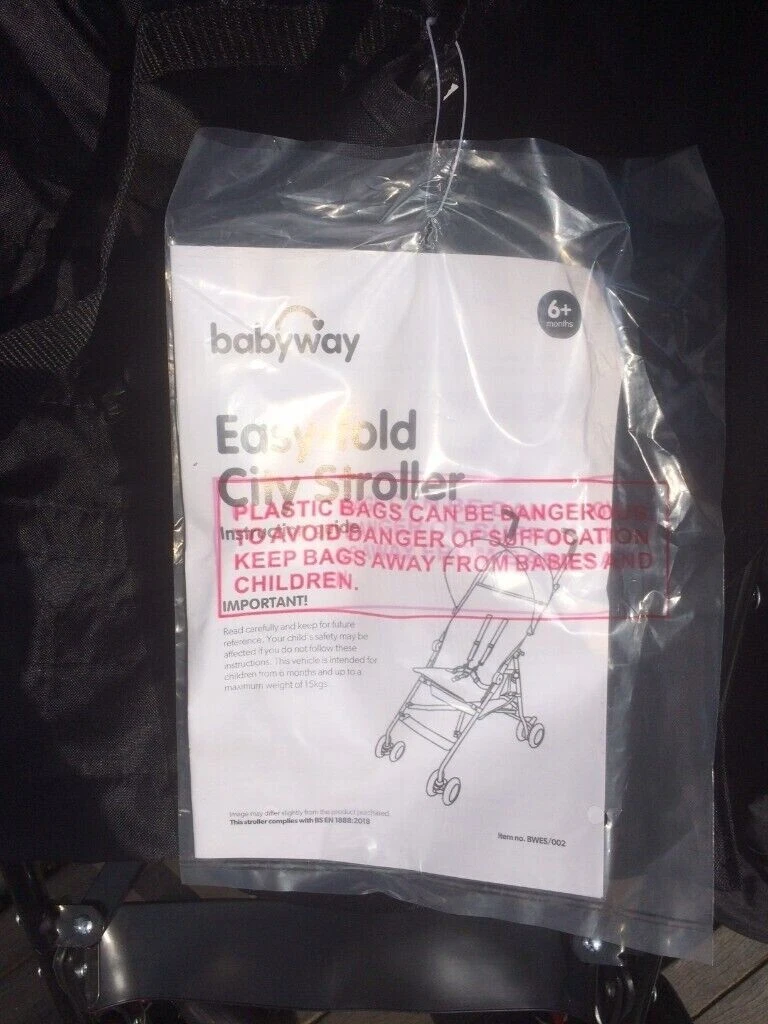 6+
months
babyway
Easy-fold
City Stroller
PLASTIC BAGS CAN BE DANGEROUS
TO AVOID DANGER OF SUFFOCATION
Instruction guide
KEEP BAGS AWAY FROM BABIES AND
CHILDREN.
IMPORTANT!
Read carefully and keep for future
reference. Your child's safety may be
affected if you do not follow these
instructions. This vehicle is intended for
children from 6 months and up to a
maximum weight of 15kgs
Image may differ slightly from the product purchased.
This stroller complies with BS EN 1888:2018
Item no. BWES/002